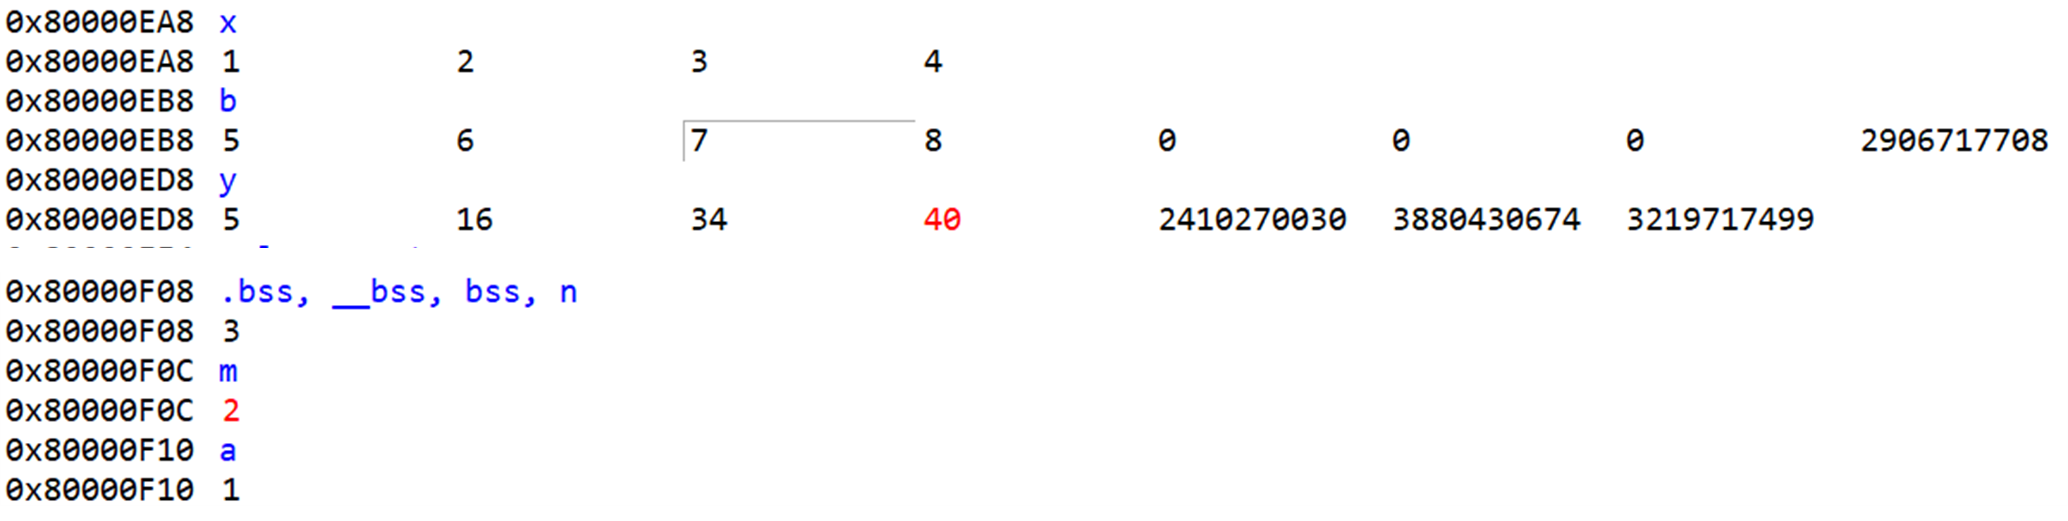 0x80000EA8 x
0x80000EA8 1 2 3 4
0x80000EB8 b
0x80000EB8 5 6 7 8 0 0 0 2906717708
0x80000ED8 y
0x80000ED8 5 16 34 40 2410270030 3880430674 3219717499
0x80000F08 .bss, __bss, bss, n
0x80000F08 3
0x80000F0C m
0x80000F0C 2
0x80000F10 a
0x80000F10 1